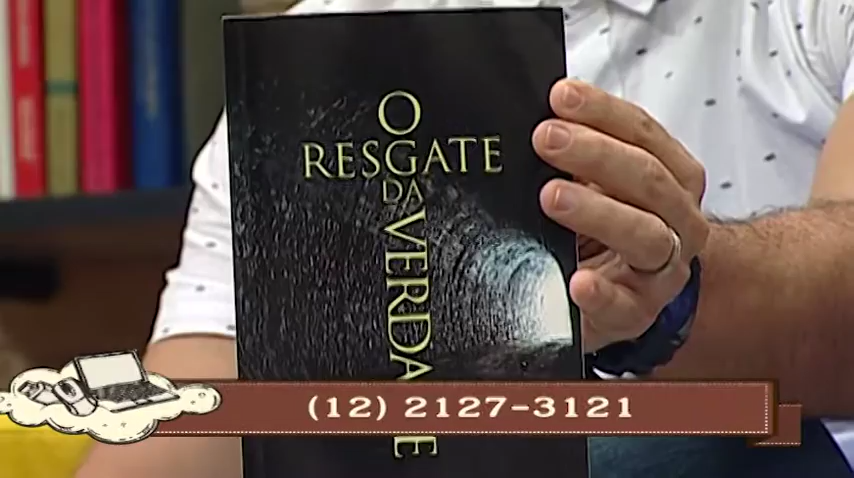 O
RESGATE
DA
VERDA
E
(12) 2127-3121